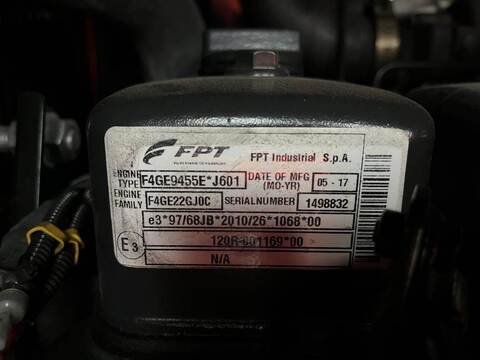 FPT FPT Industrial S.p.A.
ENGINE TYPE F4GE9455E*J601 DATE OF MFG (MO-YR) 05-17
ENGINE FAMILY F4GE22GJ0C SERIALNUMBER 1498832
e3*97/68JB*2010/26*1068*00
E3 120R-001169*00
N/A